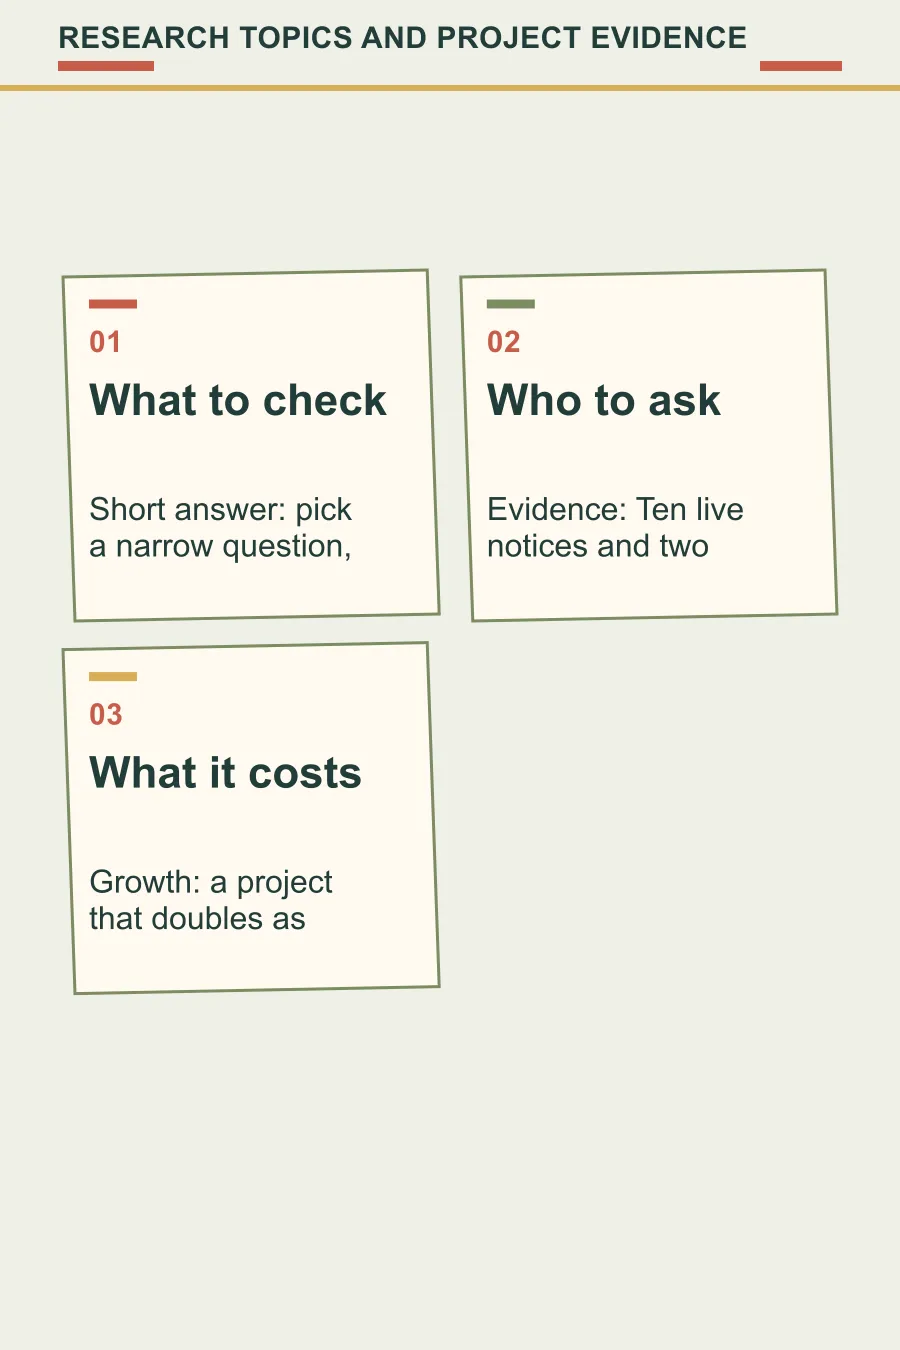 RESEARCH TOPICS AND PROJECT EVIDENCE
01
What to check
Short answer: pick
a narrow question,
02
Who to ask
Evidence: Ten live
notices and two
03
What it costs
Growth: a project
that doubles as